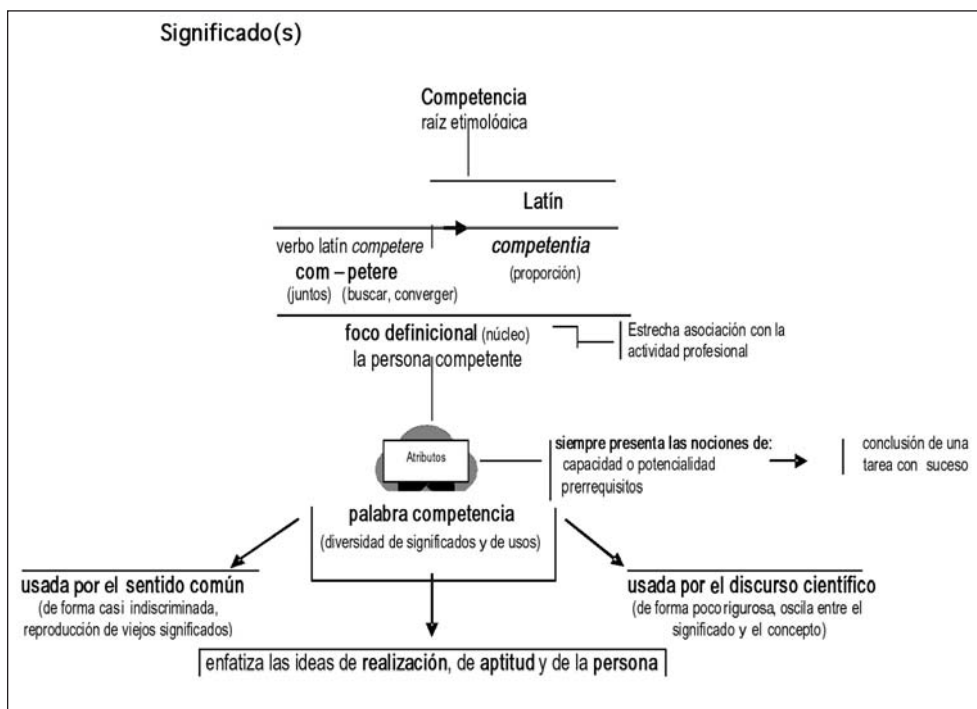 Significado(s)
Competencia
raíz etimológica
Latín
verbo latín competere
com – petere
(juntos) (buscar, converger)
competentia
(proporción)
foco definicional (núcleo)
la persona competente
Estrecha asociación con la
actividad profesional
Atributos
siempre presenta las nociones de:
capacidad o potencialidad
prerrequisitos
conclusión de una
tarea con suceso
palabra competencia
(diversidad de significados y de usos)
usada por el sentido común
(de forma casi indiscriminada,
reproducción de viejos significados)
usada por el discurso científico
(de forma poco rigurosa, oscila entre el
significado y el concepto)
enfatiza las ideas de realización, de aptitud y de la persona